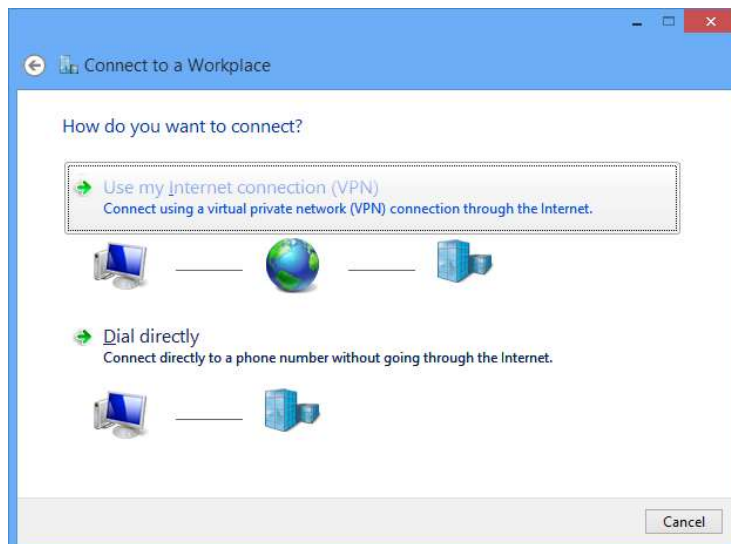 Connect to a Workplace
How do you want to connect?
Use my Internet connection (VPN)
Connect using a virtual private network (VPN) connection through the Internet.
Dial directly
Connect directly to a phone number without going through the Internet.
Cancel